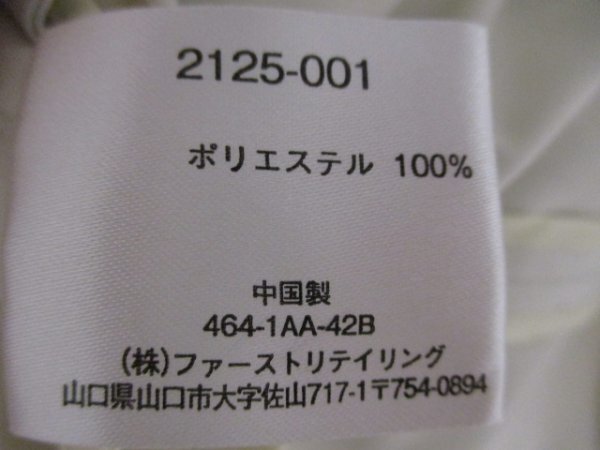 2125-001
ポリエステル 100%
中国製
464-1AA-42B
(株)ファーストリテイリング
山口県山口市大字佐山717-1〒754-0894